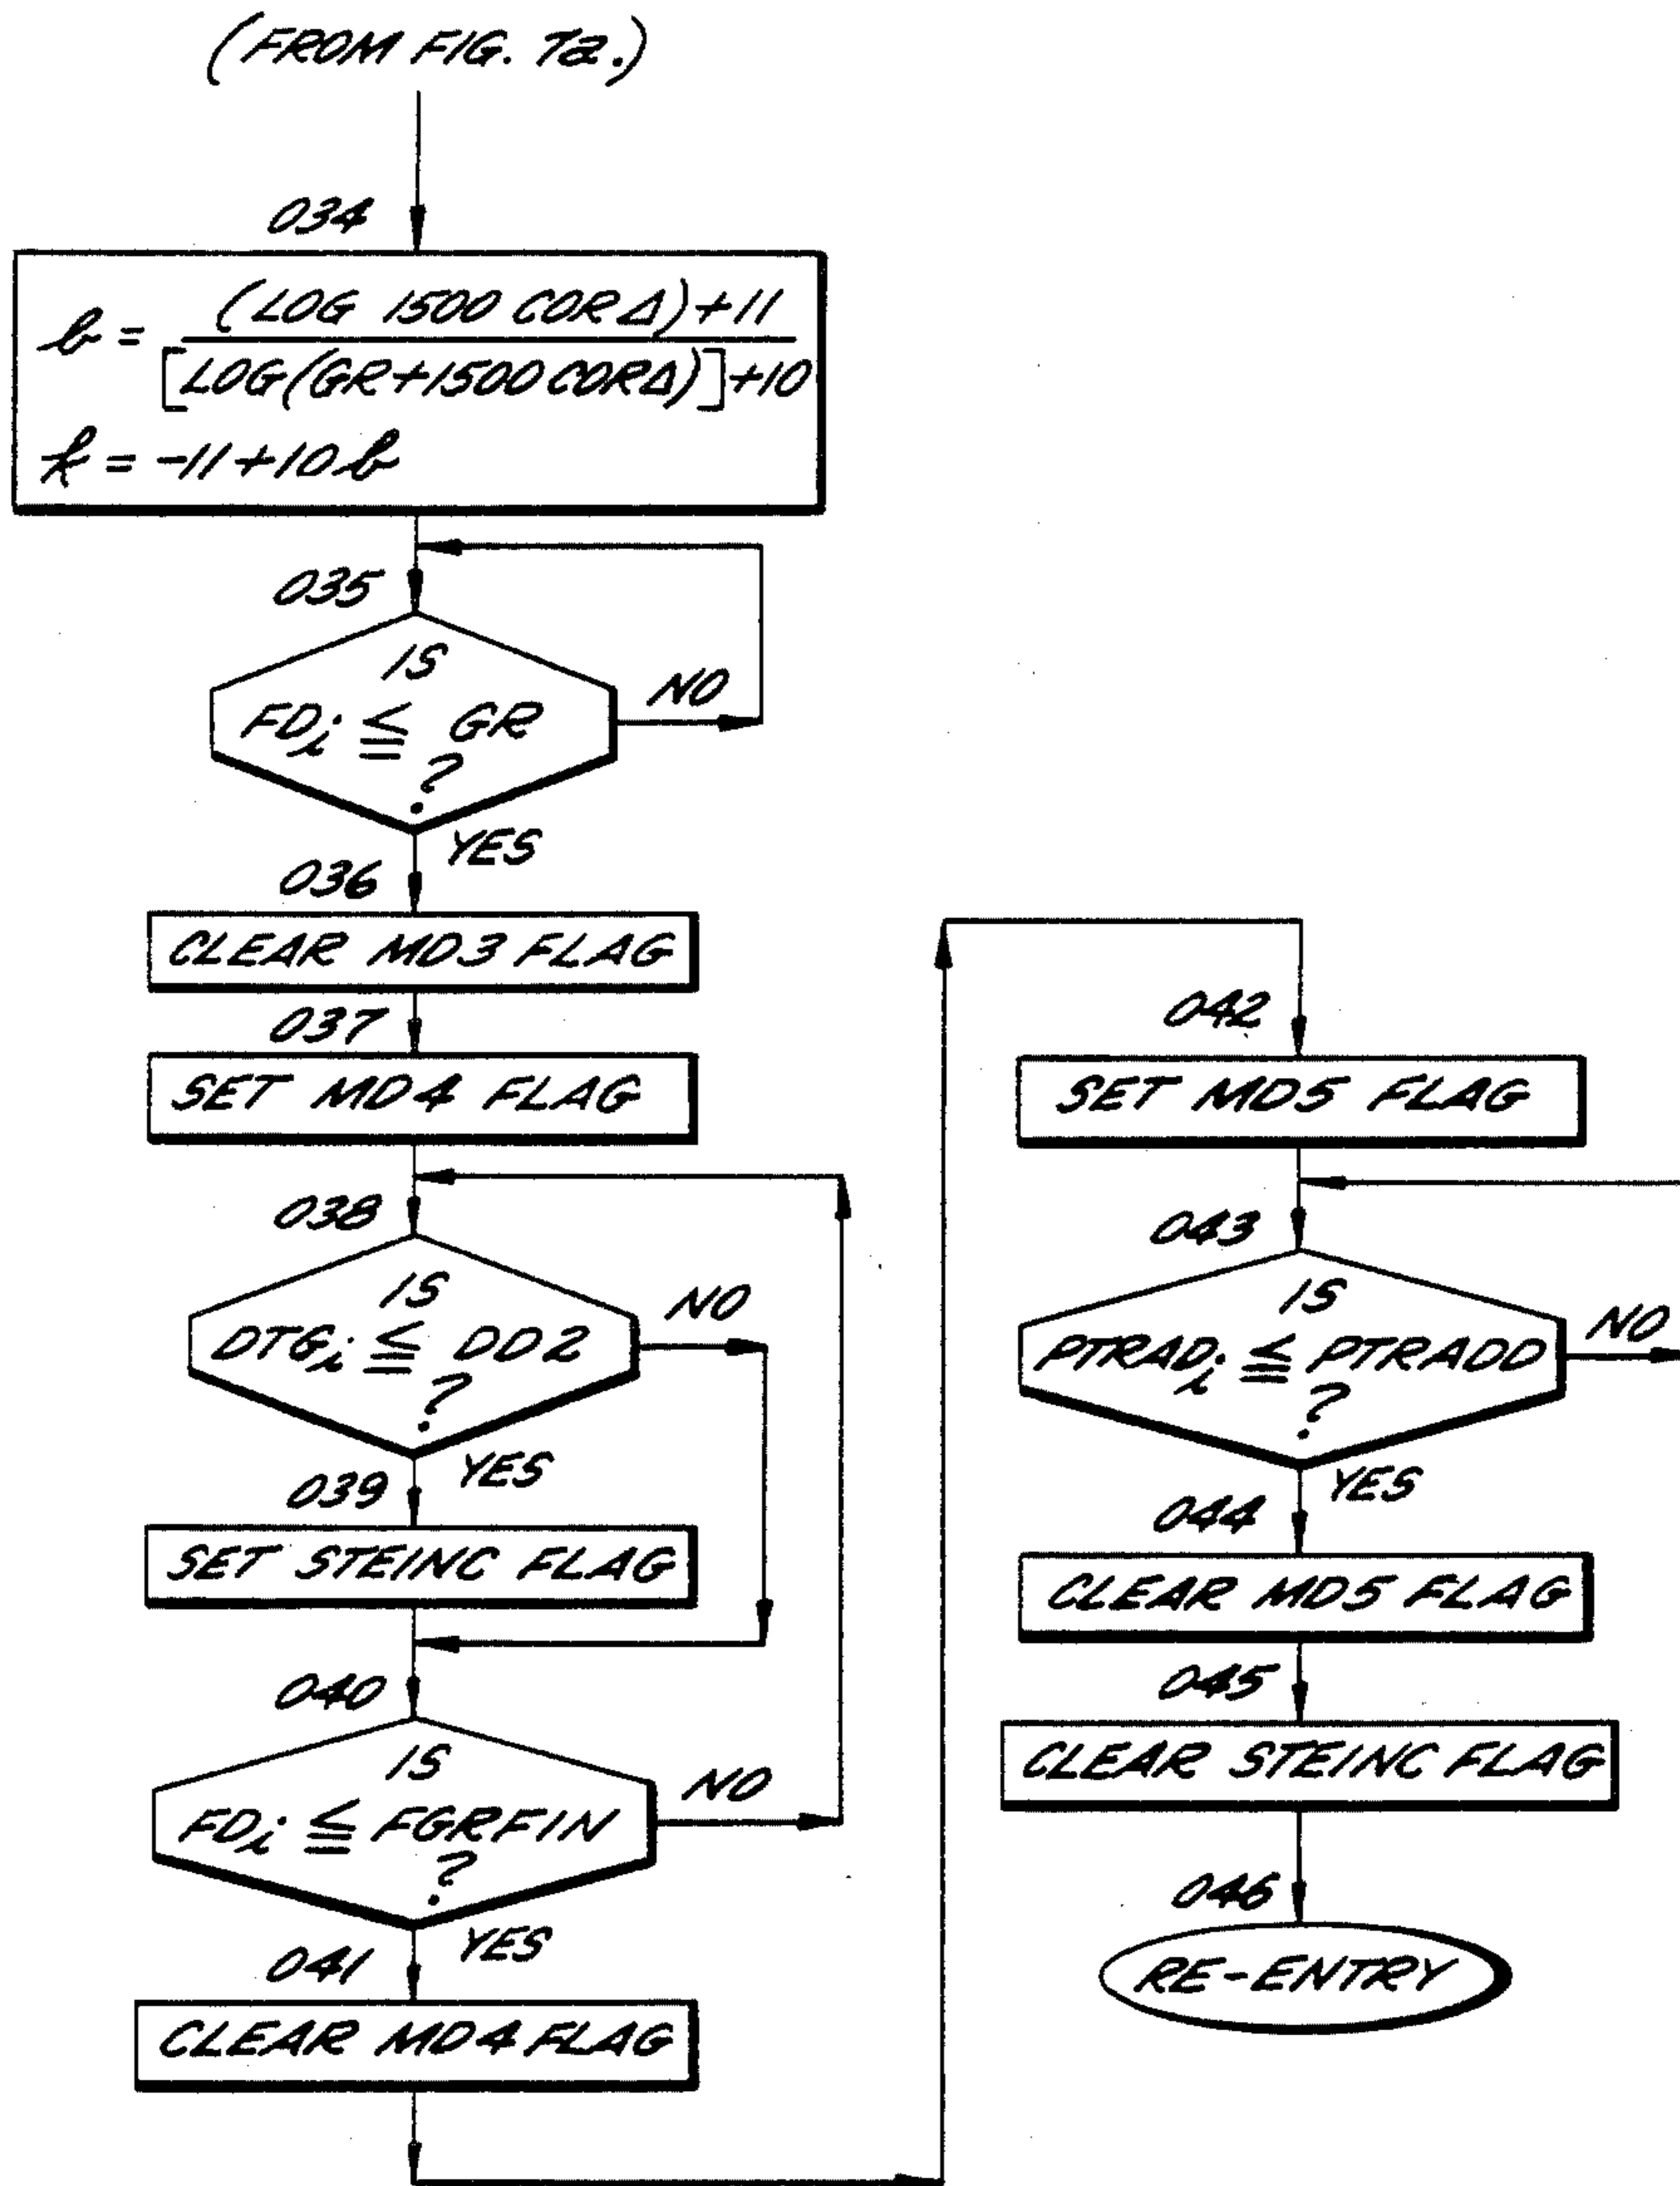 (FROM FIG. 7a.)
034
b = (LOG 1500 CORΔ)+11
[LOG(GR+1500 CORΔ)]+10
k = -11+10b
035
IS
FDi ≦ GR
?
NO
YES
036
CLEAR MD3 FLAG
037
SET MD4 FLAG
038
IS
DTGi ≦ DD2
?
NO
YES
039
SET STEINC FLAG
040
IS
FDi ≦ FGRFIN
?
NO
YES
041
CLEAR MD4 FLAG
042
SET MD5 FLAG
043
IS
PTRADi ≦ PTRADD
?
NO
YES
044
CLEAR MD5 FLAG
045
CLEAR STEINC FLAG
046
RE-ENTRY